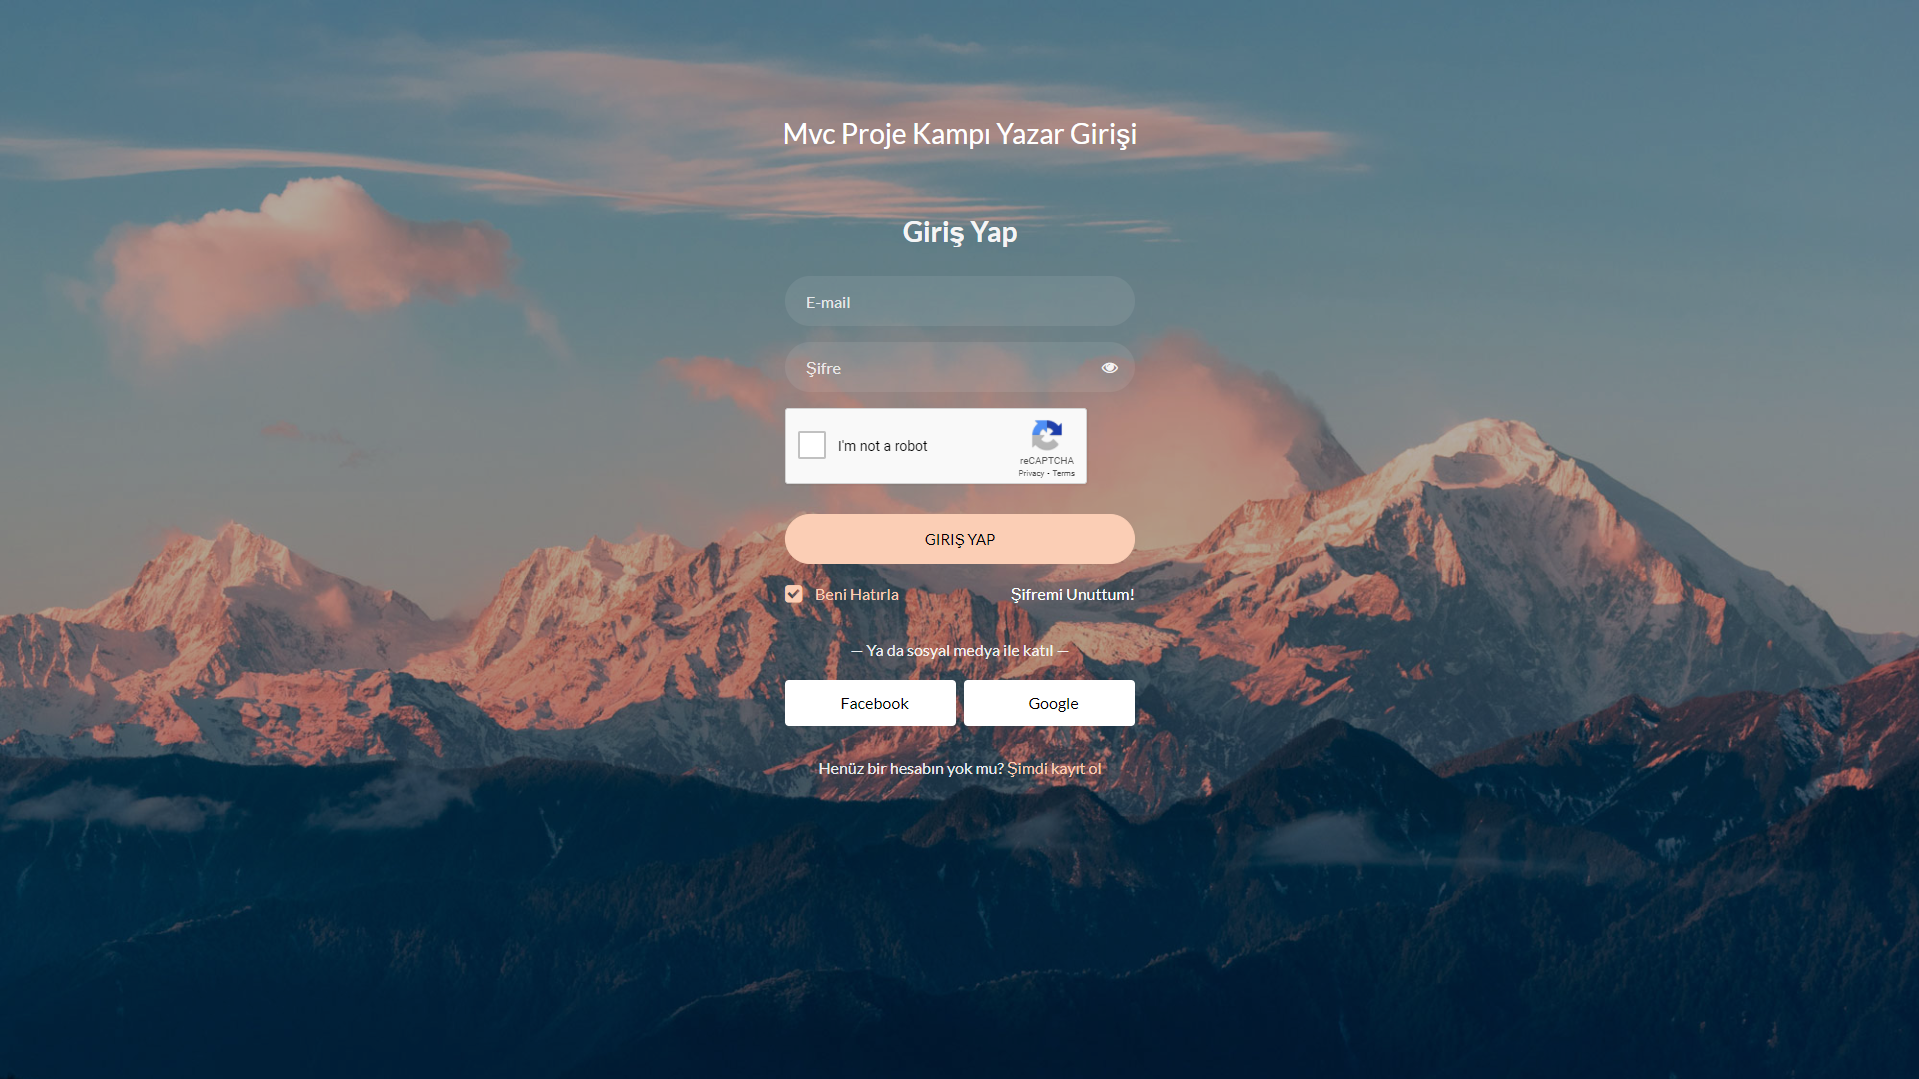 Mvc Proje Kampı Yazar Girişi
Giriş Yap
E-mail
Şifre
I'm not a robot
reCAPTCHA
Privacy - Terms
GIRIŞ YAP
Beni Hatırla Şifremi Unuttum!
— Ya da sosyal medya ile katıl —
Facebook Google
Henüz bir hesabın yok mu? Şimdi kayıt ol